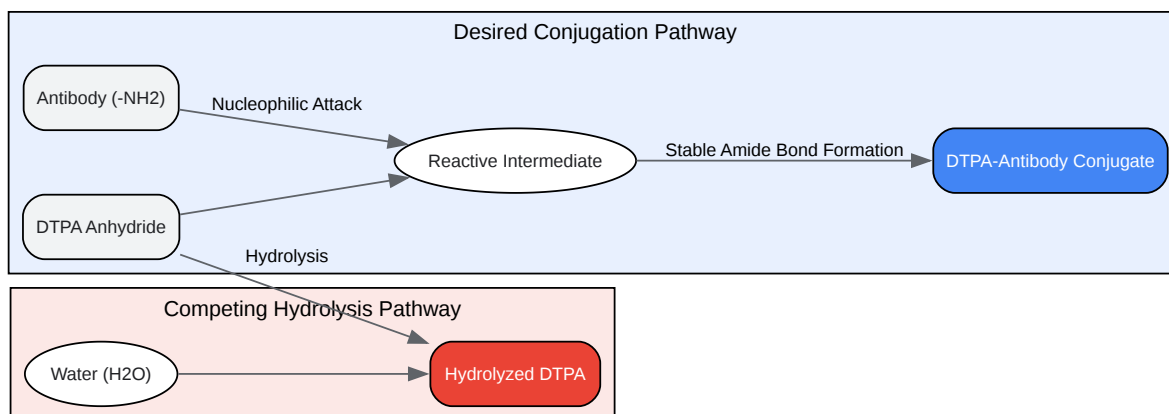 Desired Conjugation Pathway
Antibody (-NH2)
Nucleophilic Attack
Reactive Intermediate
Stable Amide Bond Formation
DTPA-Antibody Conjugate
DTPA Anhydride
Hydrolysis
Competing Hydrolysis Pathway
Water (H2O)
Hydrolyzed DTPA